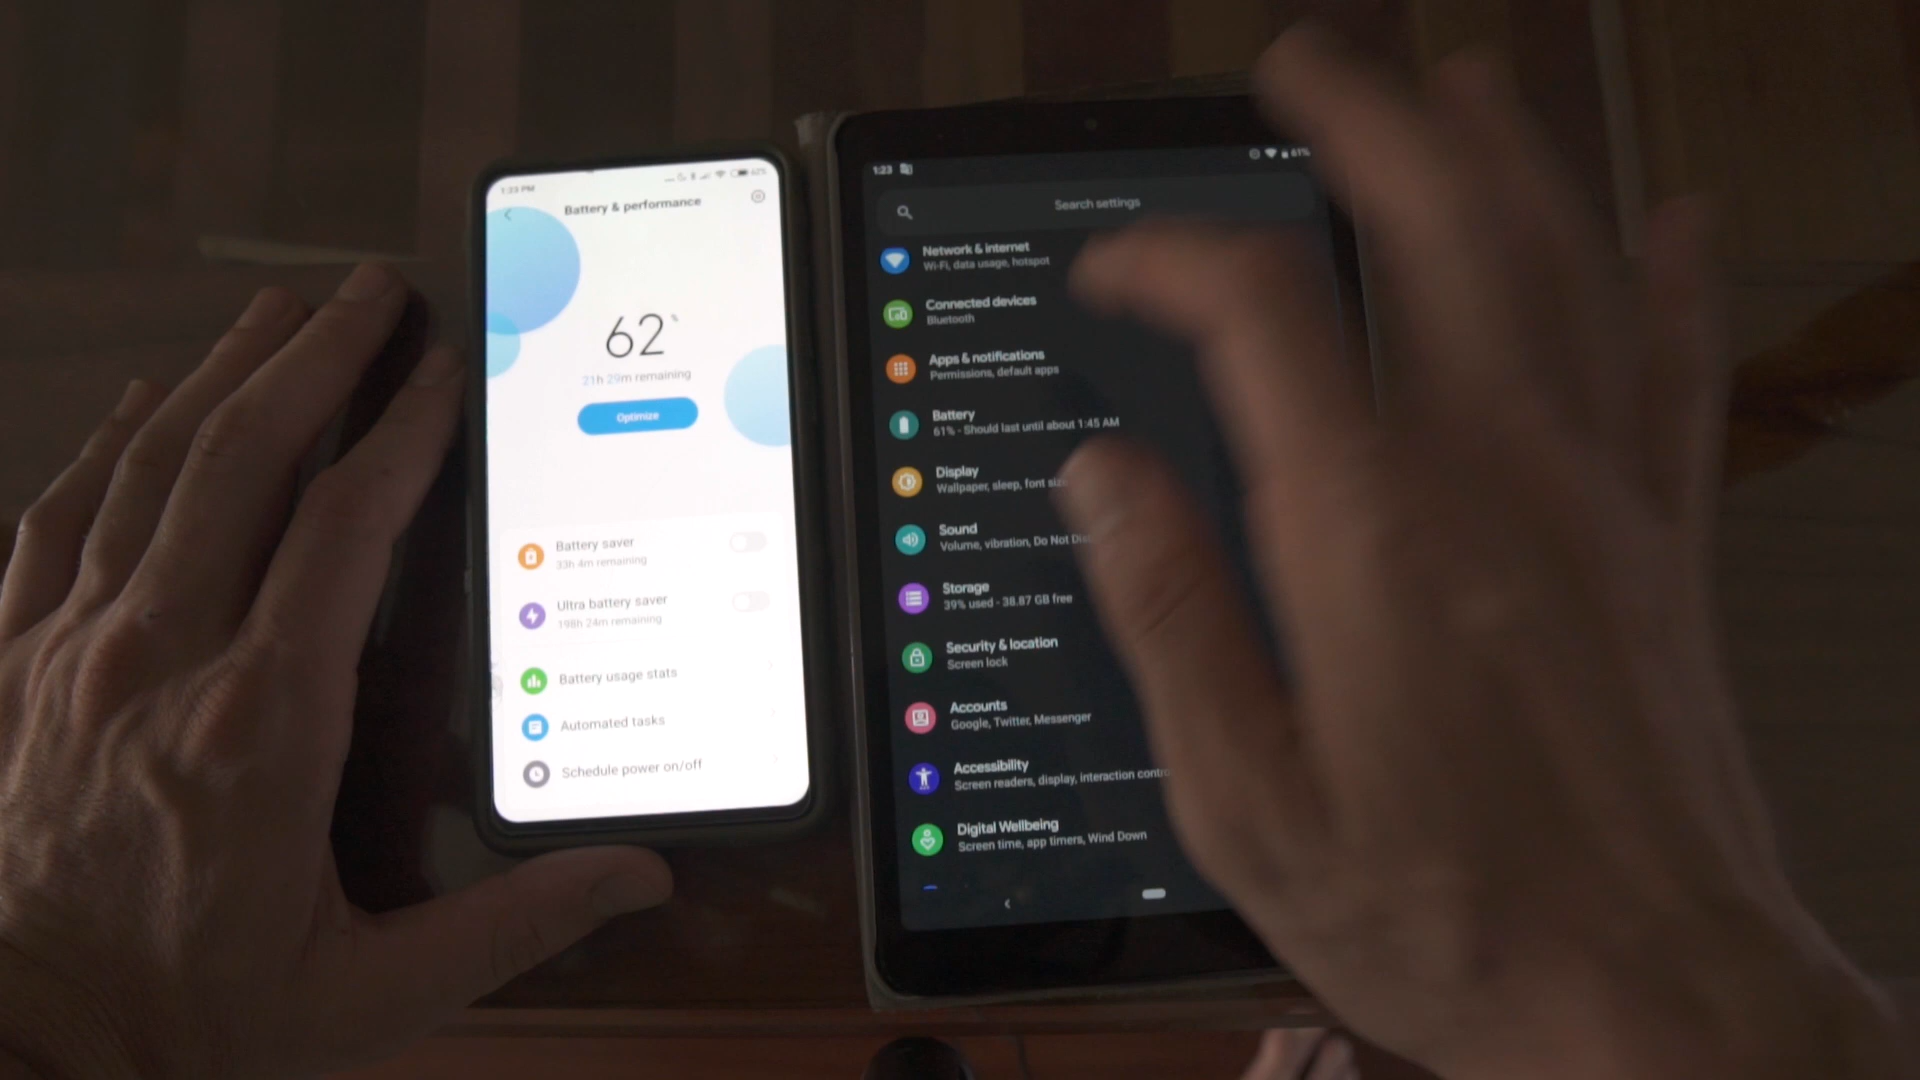 1:23 PM
62%
Battery & performance
62%
21h 29m remaining
Optimize
Battery saver
33h 4m remaining
Ultra battery saver
198h 24m remaining
Battery usage stats
Automated tasks
Schedule power on/off
1:23
61%
Search settings
Network & internet
Wi-Fi, data usage, hotspot
Connected devices
Bluetooth
Apps & notifications
Permissions, default apps
Battery
61% - Should last until about 1:45 AM
Display
Wallpaper, sleep, font
Sound
Volume, vibration, Do Not
Storage
39% used - 38.87 GB free
Security & location
Screen lock
Accounts
Google, Twitter, Messenger
Accessibility
Screen readers, display, interaction
Digital Wellbeing
Screen time, app timers, Wind Down